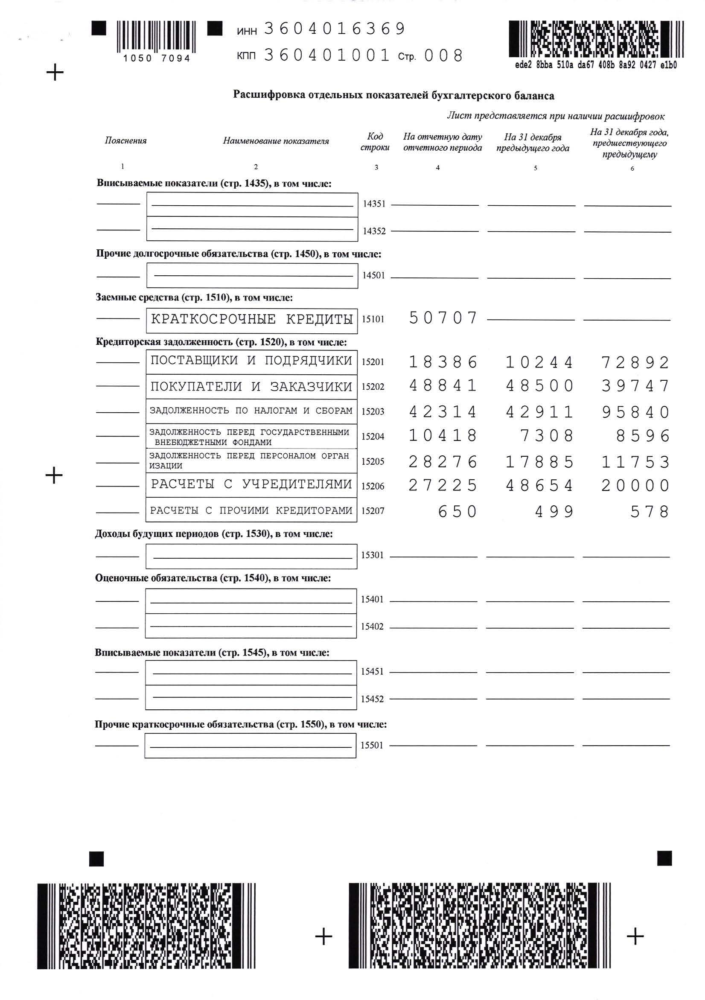 1050 7094
ИНН 3604016369
КПП 360401001 Стр. 008
ede2 8bba 510a da67 408b 8a92 0427 e1b0
Расшифровка отдельных показателей бухгалтерского баланса
Лист представляется при наличии расшифровок
Пояснения Наименование показателя Код строки На отчетную дату отчетного периода На 31 декабря предыдущего года На 31 декабря года, предшествующего предыдущему
1 2 3 4 5 6
Вписываемые показатели (стр. 1435), в том числе:
14351
14352
Прочие долгосрочные обязательства (стр. 1450), в том числе:
14501
Заемные средства (стр. 1510), в том числе:
КРАТКОСРОЧНЫЕ КРЕДИТЫ 15101 50707
Кредиторская задолженность (стр. 1520), в том числе:
ПОСТАВЩИКИ И ПОДРЯДЧИКИ 15201 18386 10244 72892
ПОКУПАТЕЛИ И ЗАКАЗЧИКИ 15202 48841 48500 39747
ЗАДОЛЖЕННОСТЬ ПО НАЛОГАМ И СБОРАМ 15203 42314 42911 95840
ЗАДОЛЖЕННОСТЬ ПЕРЕД ГОСУДАРСТВЕННЫМИ
ВНЕБЮДЖЕТНЫМИ ФОНДАМИ 15204 10418 7308 8596
ЗАДОЛЖЕННОСТЬ ПЕРЕД ПЕРСОНАЛОМ ОРГАН
ИЗАЦИИ 15205 28276 17885 11753
РАСЧЕТЫ С УЧРЕДИТЕЛЯМИ 15206 27225 48654 20000
РАСЧЕТЫ С ПРОЧИМИ КРЕДИТОРАМИ 15207 650 499 578
Доходы будущих периодов (стр. 1530), в том числе:
15301
Оценочные обязательства (стр. 1540), в том числе:
15401
15402
Вписываемые показатели (стр. 1545), в том числе:
15451
15452
Прочие краткосрочные обязательства (стр. 1550), в том числе:
15501